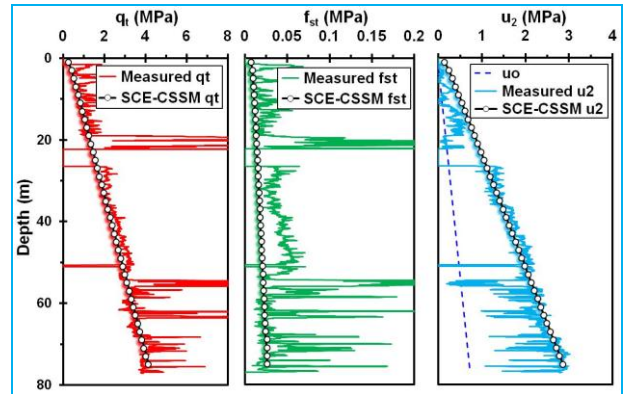 qt (MPa)
0 2 4 6 8
Measured qt
SCE-CSSM qt
fst (MPa)
0 0.05 0.1 0.15 0.2
Measured fst
SCE-CSSM fst
u2 (MPa)
0 1 2 3 4
uo
Measured u2
SCE-CSSM u2
Depth (m)
0
20
40
60
80